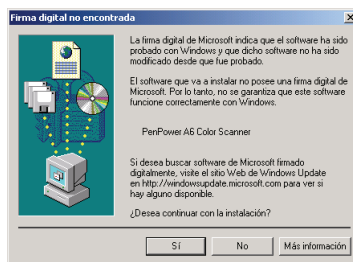 Firma digital no encontrada
La firma digital de Microsoft indica que el software ha sido
probado con Windows y que dicho software no ha sido
modificado desde que fue probado.
El software que va a instalar no posee una firma digital de
Microsoft. Por lo tanto, no se garantiza que este software
funcione correctamente con Windows.
PenPower A6 Color Scanner
Si desea buscar software de Microsoft firmado
digitalmente, visite el sitio Web de Windows Update
en http://windowsupdate.microsoft.com para ver si
hay alguno disponible.
¿Desea continuar con la instalación?
Sí
No
Más información